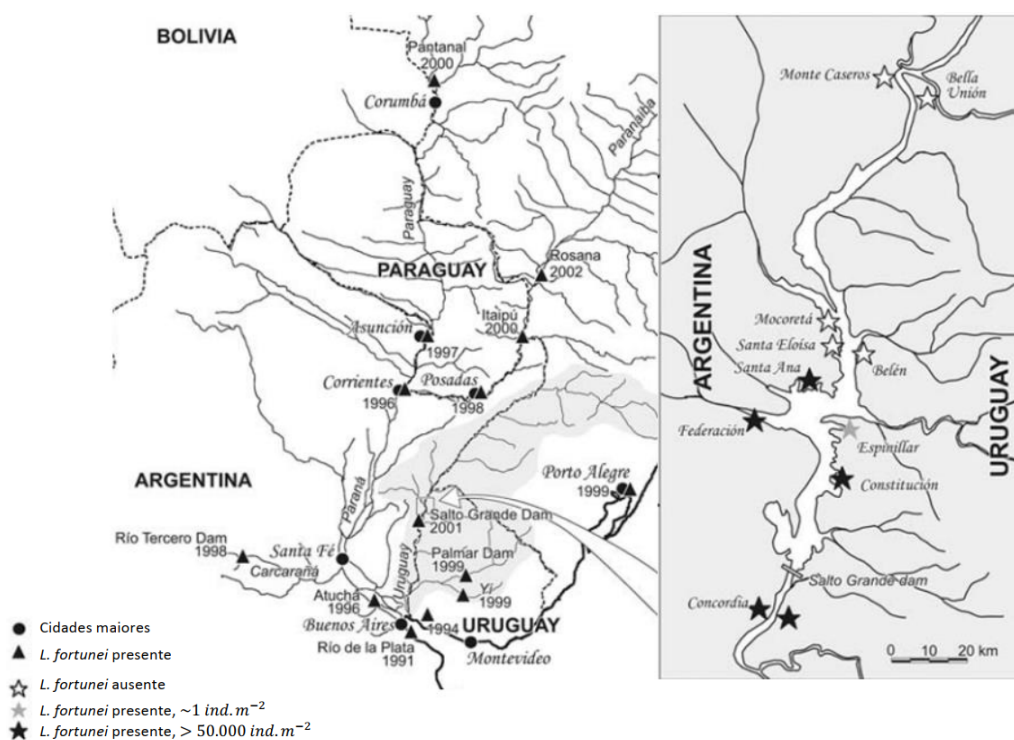 BOLIVIA
Pantanal
2000
Corumbá
Paranaiba
Paraguay
PARAGUAY
Rosana
2002
Itaipú
2000
Asunción
1997
Corrientes
1996
Posadas
1998
ARGENTINA
Paraná
Porto Alegre
1999
Salto Grande Dam
2001
Río Tercero Dam
1998
Carcarañá
Santa Fé
Uruguay
Palmar Dam
1999
Yí
1999
Atucha
1996
Buenos Aires
1994
URUGUAY
Río de la Plata
1991
Montevideo
Monte Caseros
Bella
Unión
ARGENTINA
Mocoretá
Santa Eloísa
Santa Ana
Belén
URUGUAY
Federación
Espinillar
Constitución
Salto Grande dam
Concordia
0 10 20 km
Cidades maiores
L. fortunei presente
L. fortunei ausente
L. fortunei presente, ~1 ind.m⁻²
L. fortunei presente, > 50.000 ind.m⁻²